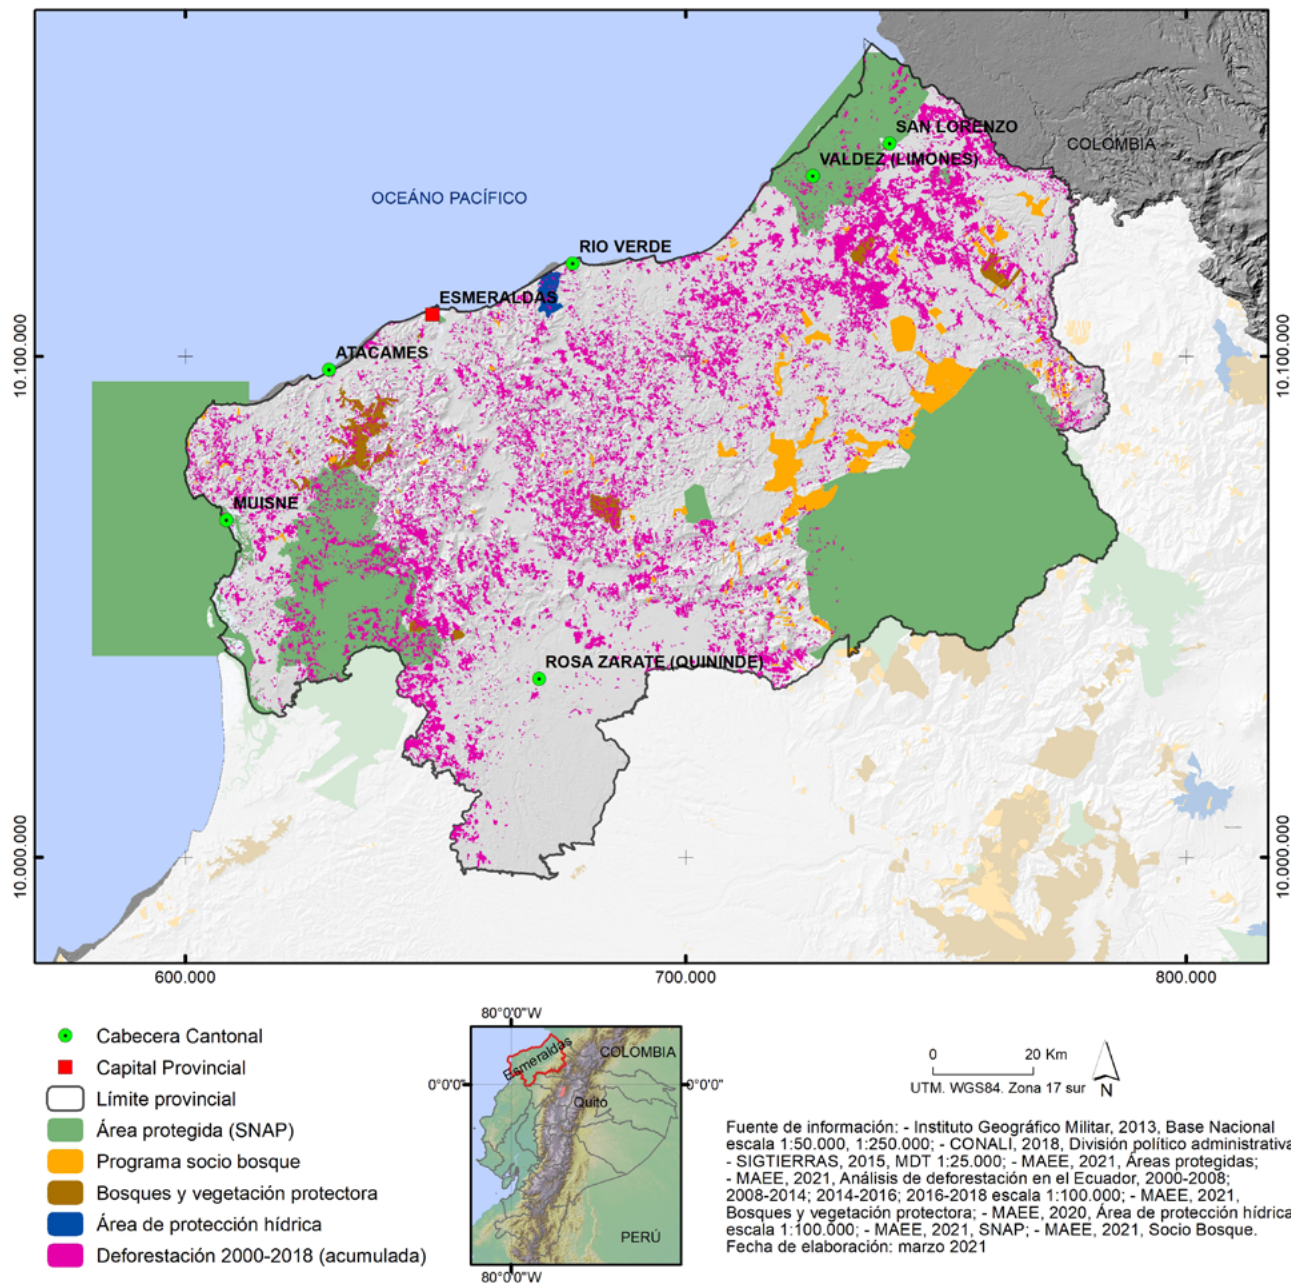 SAN LORENZO
COLOMBIA
VALDEZ (LIMONES)
OCEÁNO PACÍFICO
RIO VERDE
ESMERALDAS
ATACAMES
10.100.000
10.100.000
MUISNE
ROSA ZARATE (QUININDE)
10.000.000
10.000.000
600.000
700.000
800.000
Cabecera Cantonal
Capital Provincial
Límite provincial
Área protegida (SNAP)
Programa socio bosque
Bosques y vegetación protectora
Área de protección hídrica
Deforestación 2000-2018 (acumulada)
80°0'0"W
COLOMBIA
Esmeraldas
0°0'0"
0°0'0"
Quito
PERÚ
80°0'0"W
0
20 Km
UTM. WGS84. Zona 17 sur
N
Fuente de información: - Instituto Geográfico Militar, 2013, Base Nacional
escala 1:50.000, 1:250.000; - CONALI, 2018, División político administrativa
- SIGTIERRAS, 2015, MDT 1:25.000; - MAEE, 2021, Áreas protegidas;
- MAEE, 2021, Análisis de deforestación en el Ecuador, 2000-2008;
2008-2014; 2014-2016; 2016-2018 escala 1:100.000; - MAEE, 2021,
Bosques y vegetación protectora; - MAEE, 2020, Área de protección hídrica
escala 1:100.000; - MAEE, 2021, SNAP; - MAEE, 2021, Socio Bosque.
Fecha de elaboración: marzo 2021